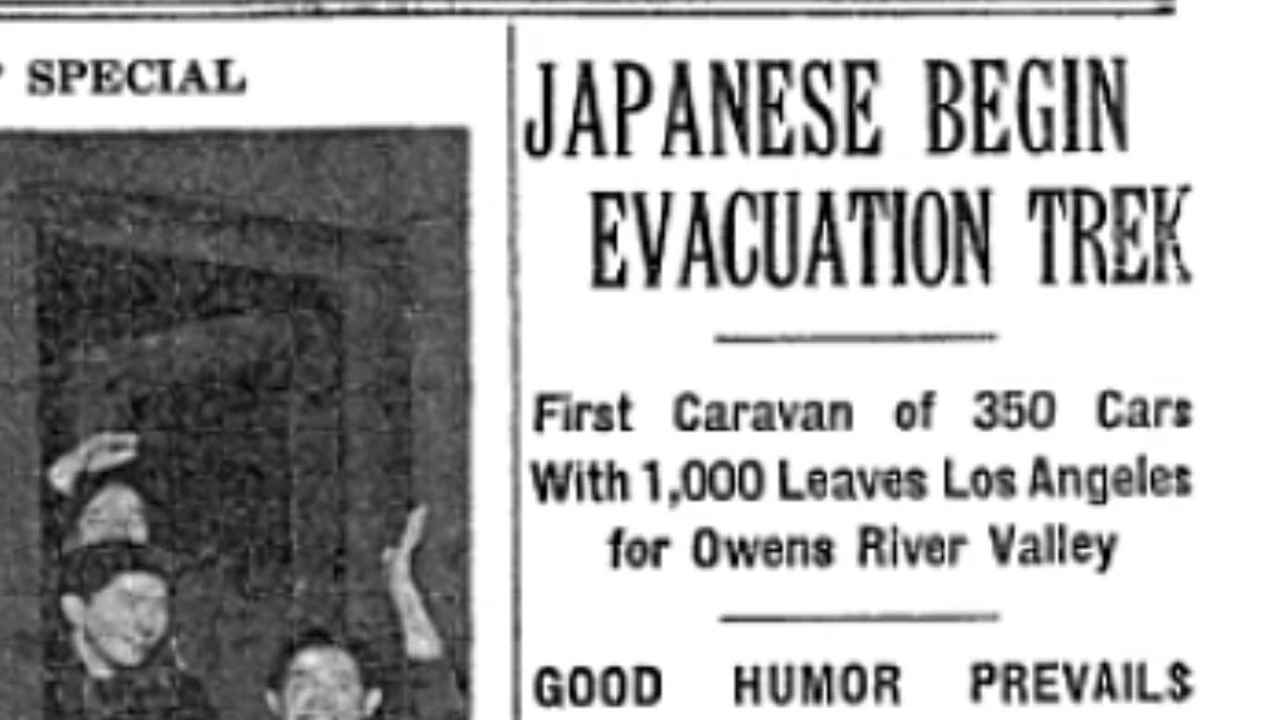 SPECIAL
JAPANESE BEGIN
EVACUATION TREK
First Caravan of 350 Cars
With 1,000 Leaves Los Angeles
for Owens River Valley
GOOD HUMOR PREVAILS